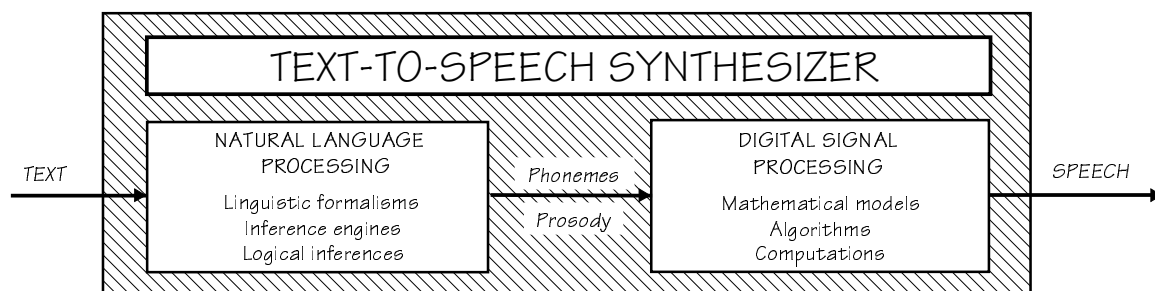 TEXT-TO-SPEECH SYNTHESIZER
TEXT
NATURAL LANGUAGE
PROCESSING
Linguistic formalisms
Inference engines
Logical inferences
Phonemes
Prosody
DIGITAL SIGNAL
PROCESSING
Mathematical models
Algorithms
Computations
SPEECH